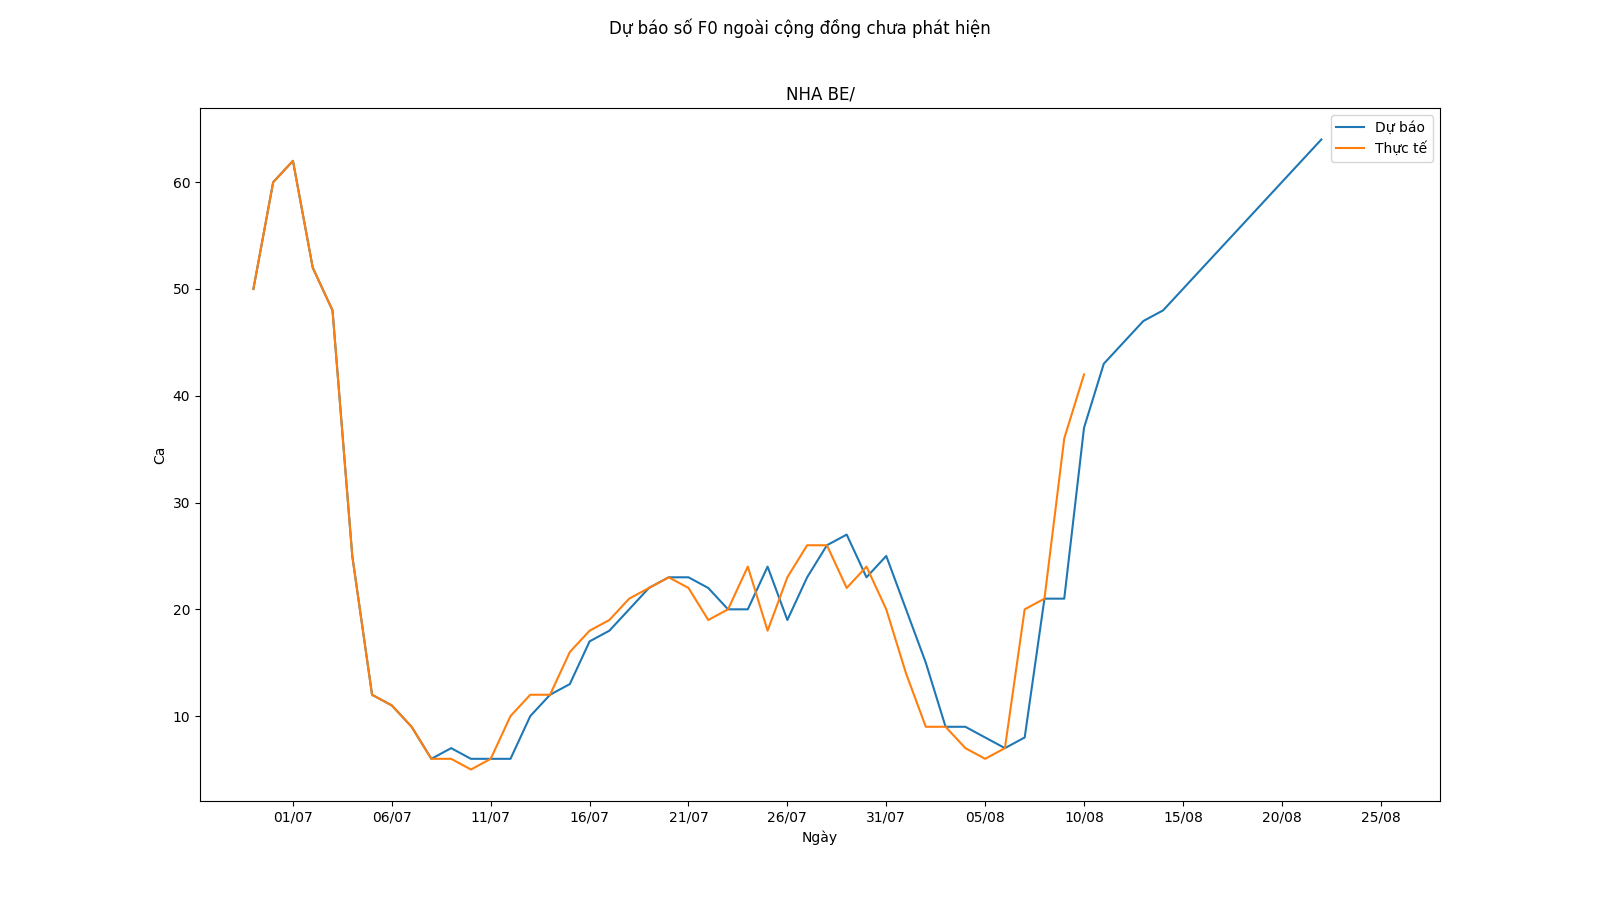 Dự báo số F0 ngoài cộng đồng chưa phát hiện
NHA BE/
Dự báo
Thực tế
60
50
40
30
20
10
Ca
01/07 06/07 11/07 16/07 21/07 26/07 31/07 05/08 10/08 15/08 20/08 25/08
Ngày